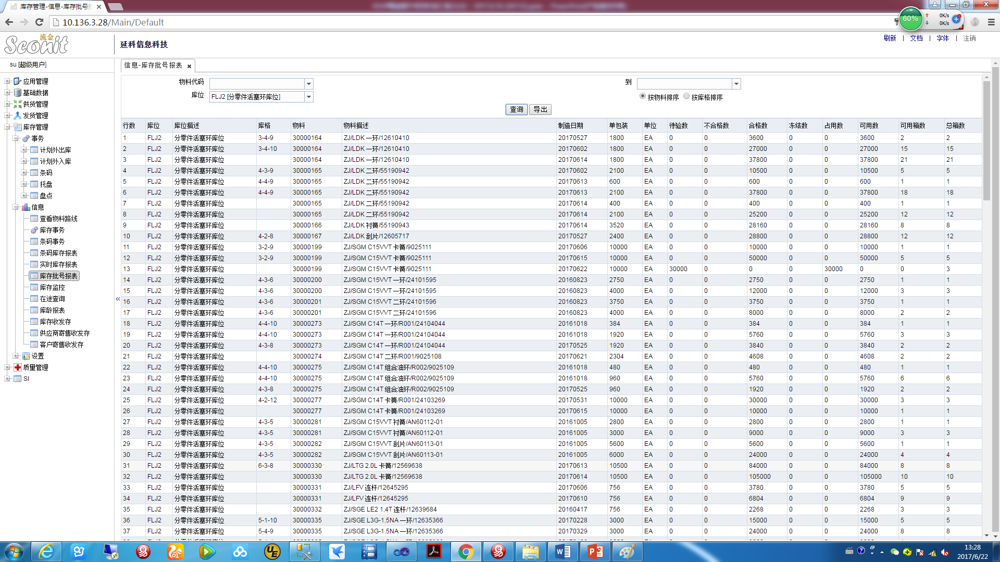 库存管理-信息-库存批号报
10.136.3.28/Main/Default
60%
0K/s
0K/s
流金
Sconit
延科信息科技
刷新 | 文档 | 字体 | 注销
su [超级用户]
应用管理
基础数据
供货管理
发货管理
库存管理
事务
计划外出库
计划外入库
条码
托盘
盘点
信息
查看物料路线
库存事务
条码事务
条码库存报表
实时库存报表
库存批号报表
库存监控
在途查询
库龄报表
库存收发存
供应商寄售收发存
客户寄售收发存
设置
质量管理
SI
信息-库存批号报表
物料代码 到
库位 FLJ2 [分零件活塞环库位] 按物料排序 按库格排序
查询 导出
行数 库位 库位描述 库格 物料 物料描述 制造日期 单包装 单位 待验数 不合格数 合格数 冻结数 占用数 可用数 可用箱数 总箱数
1 FLJ2 分零件活塞环库位 3-4-9 30000164 ZJ/LDK 一环/12610410 20170527 1800 EA 0 0 3600 0 0 3600 2 2
2 FLJ2 分零件活塞环库位 3-4-10 30000164 ZJ/LDK 一环/12610410 20170602 1800 EA 0 0 27000 0 0 27000 15 15
3 FLJ2 分零件活塞环库位 30000164 ZJ/LDK 一环/12610410 20170614 1800 EA 0 0 37800 0 0 37800 21 21
4 FLJ2 分零件活塞环库位 4-3-9 30000165 ZJ/LDK 二环/55190942 20170602 2100 EA 0 0 10500 0 0 10500 5 5
5 FLJ2 分零件活塞环库位 4-4-9 30000165 ZJ/LDK 二环/55190942 20170613 600 EA 0 0 600 0 0 600 1 1
6 FLJ2 分零件活塞环库位 4-4-9 30000165 ZJ/LDK 二环/55190942 20170613 2100 EA 0 0 37800 0 0 37800 18 18
7 FLJ2 分零件活塞环库位 30000165 ZJ/LDK 二环/55190942 20170614 400 EA 0 0 400 0 0 400 1 1
8 FLJ2 分零件活塞环库位 30000165 ZJ/LDK 二环/55190942 20170614 2100 EA 0 0 25200 0 0 25200 12 12
9 FLJ2 分零件活塞环库位 30000166 ZJ/LDK 衬簧/55190943 20170614 3520 EA 0 0 28160 0 0 28160 8 8
10 FLJ2 分零件活塞环库位 4-2-8 30000167 ZJ/LDK 刮片/12605717 20170527 2400 EA 0 0 28800 0 0 28800 12 12
11 FLJ2 分零件活塞环库位 3-2-9 30000199 ZJ/SGM C15VVT 卡簧/9025111 20170606 10000 EA 0 0 10000 0 0 10000 1 1
12 FLJ2 分零件活塞环库位 3-2-9 30000199 ZJ/SGM C15VVT 卡簧/9025111 20170615 10000 EA 0 0 50000 0 0 50000 5 5
13 FLJ2 分零件活塞环库位 30000199 ZJ/SGM C15VVT 卡簧/9025111 20170622 10000 EA 30000 0 0 0 30000 0 0 3
14 FLJ2 分零件活塞环库位 4-3-6 30000200 ZJ/SGM C15VVT 一环/24101595 20160823 2750 EA 0 0 2750 0 0 2750 1 1
15 FLJ2 分零件活塞环库位 4-3-6 30000200 ZJ/SGM C15VVT 一环/24101595 20160823 4000 EA 0 0 12000 0 0 12000 3 3
16 FLJ2 分零件活塞环库位 4-3-6 30000201 ZJ/SGM C15VVT 二环/24101596 20160823 3750 EA 0 0 3750 0 0 3750 1 1
17 FLJ2 分零件活塞环库位 4-3-6 30000201 ZJ/SGM C15VVT 二环/24101596 20160823 4000 EA 0 0 8000 0 0 8000 2 2
18 FLJ2 分零件活塞环库位 4-4-10 30000273 ZJ/SGM C14T 一环/R001/24104044 20161018 384 EA 0 0 384 0 0 384 1 1
19 FLJ2 分零件活塞环库位 4-4-10 30000273 ZJ/SGM C14T 一环/R001/24104044 20161018 1920 EA 0 0 5760 0 0 5760 3 3
20 FLJ2 分零件活塞环库位 4-3-8 30000273 ZJ/SGM C14T 一环/R001/24104044 20170525 1920 EA 0 0 3840 0 0 3840 2 2
21 FLJ2 分零件活塞环库位 30000274 ZJ/SGM C14T 二环/R001/9025108 20170621 2304 EA 0 0 4608 0 0 4608 2 2
22 FLJ2 分零件活塞环库位 4-4-10 30000275 ZJ/SGM C14T 组合油环/R002/9025109 20161018 480 EA 0 0 480 0 0 480 1 1
23 FLJ2 分零件活塞环库位 4-4-10 30000275 ZJ/SGM C14T 组合油环/R002/9025109 20161018 960 EA 0 0 5760 0 0 5760 6 6
24 FLJ2 分零件活塞环库位 4-3-8 30000275 ZJ/SGM C14T 组合油环/R002/9025109 20170525 960 EA 0 0 1920 0 0 1920 2 2
25 FLJ2 分零件活塞环库位 4-2-12 30000277 ZJ/SGM C14T 卡簧/R001/24103269 20170531 10000 EA 0 0 30000 0 0 30000 3 3
26 FLJ2 分零件活塞环库位 30000277 ZJ/SGM C14T 卡簧/R001/24103269 20170615 10000 EA 0 0 10000 0 0 10000 1 1
27 FLJ2 分零件活塞环库位 4-3-5 30000281 ZJ/SGM C15VVT 衬簧/AN60112-01 20161005 2800 EA 0 0 2800 0 0 2800 1 1
28 FLJ2 分零件活塞环库位 4-3-5 30000281 ZJ/SGM C15VVT 衬簧/AN60112-01 20161005 3000 EA 0 0 9000 0 0 9000 3 3
29 FLJ2 分零件活塞环库位 4-3-5 30000282 ZJ/SGM C15VVT 刮片/AN60113-01 20161005 5600 EA 0 0 5600 0 0 5600 1 1
30 FLJ2 分零件活塞环库位 4-3-5 30000282 ZJ/SGM C15VVT 刮片/AN60113-01 20161005 6000 EA 0 0 24000 0 0 24000 4 4
31 FLJ2 分零件活塞环库位 6-3-8 30000330 ZJ/LTG 2.0L 卡簧/12569638 20170613 10500 EA 0 0 84000 0 0 84000 8 8
32 FLJ2 分零件活塞环库位 30000330 ZJ/LTG 2.0L 卡簧/12569638 20170614 10500 EA 0 0 105000 0 0 105000 10 10
33 FLJ2 分零件活塞环库位 30000331 ZJ/LFV 连杆/12645295 20170606 756 EA 0 0 3780 0 0 3780 5 5
34 FLJ2 分零件活塞环库位 30000331 ZJ/LFV 连杆/12645295 20170610 756 EA 0 0 6804 0 0 6804 9 9
35 FLJ2 分零件活塞环库位 30000332 ZJ/SGE LE2 1.4T 连杆/12639684 20160417 756 EA 0 0 2268 0 0 2268 3 3
36 FLJ2 分零件活塞环库位 5-1-10 30000335 ZJ/SGE L3G-1.5NA 一环/12635366 20170228 3000 EA 0 0 15000 0 0 15000 5 5
37 FLJ2 分零件活塞环库位 5-4-9 30000335 ZJ/SGE L3G-1.5NA 一环/12635366 20170329 3000 EA 0 0 24000 0 0 24000 8 8
13:28
2017/6/22